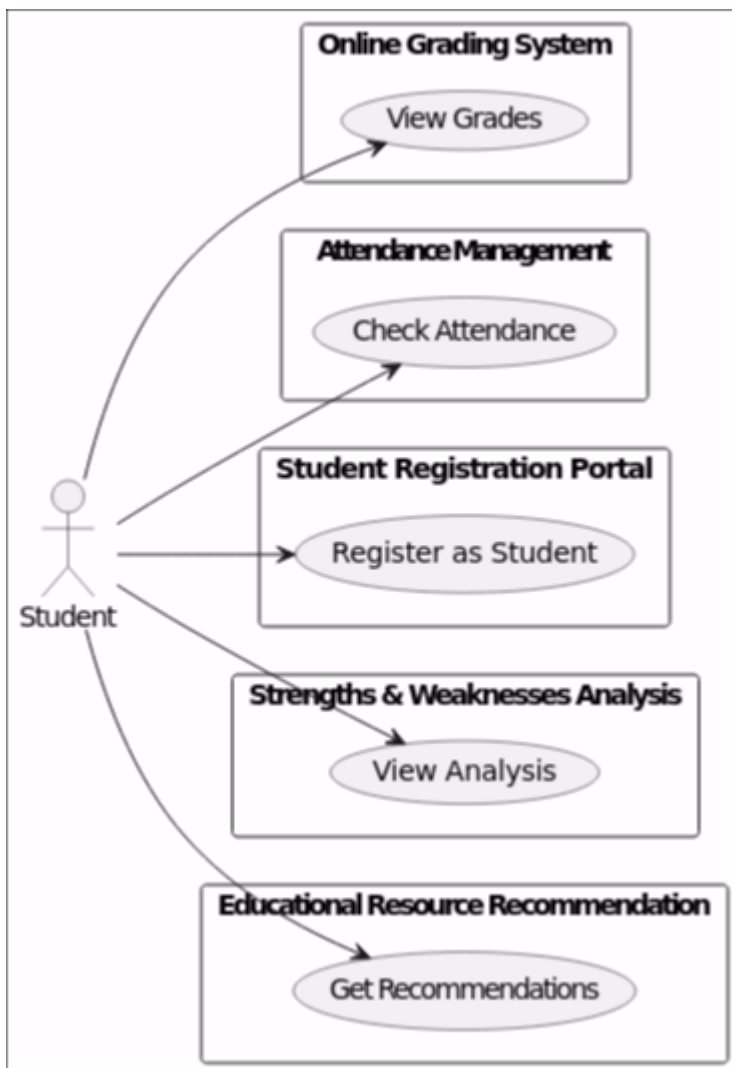 Online Grading System
View Grades
Attendance Management
Check Attendance
Student Registration Portal
Register as Student
Student
Strengths & Weaknesses Analysis
View Analysis
Educational Resource Recommendation
Get Recommendations